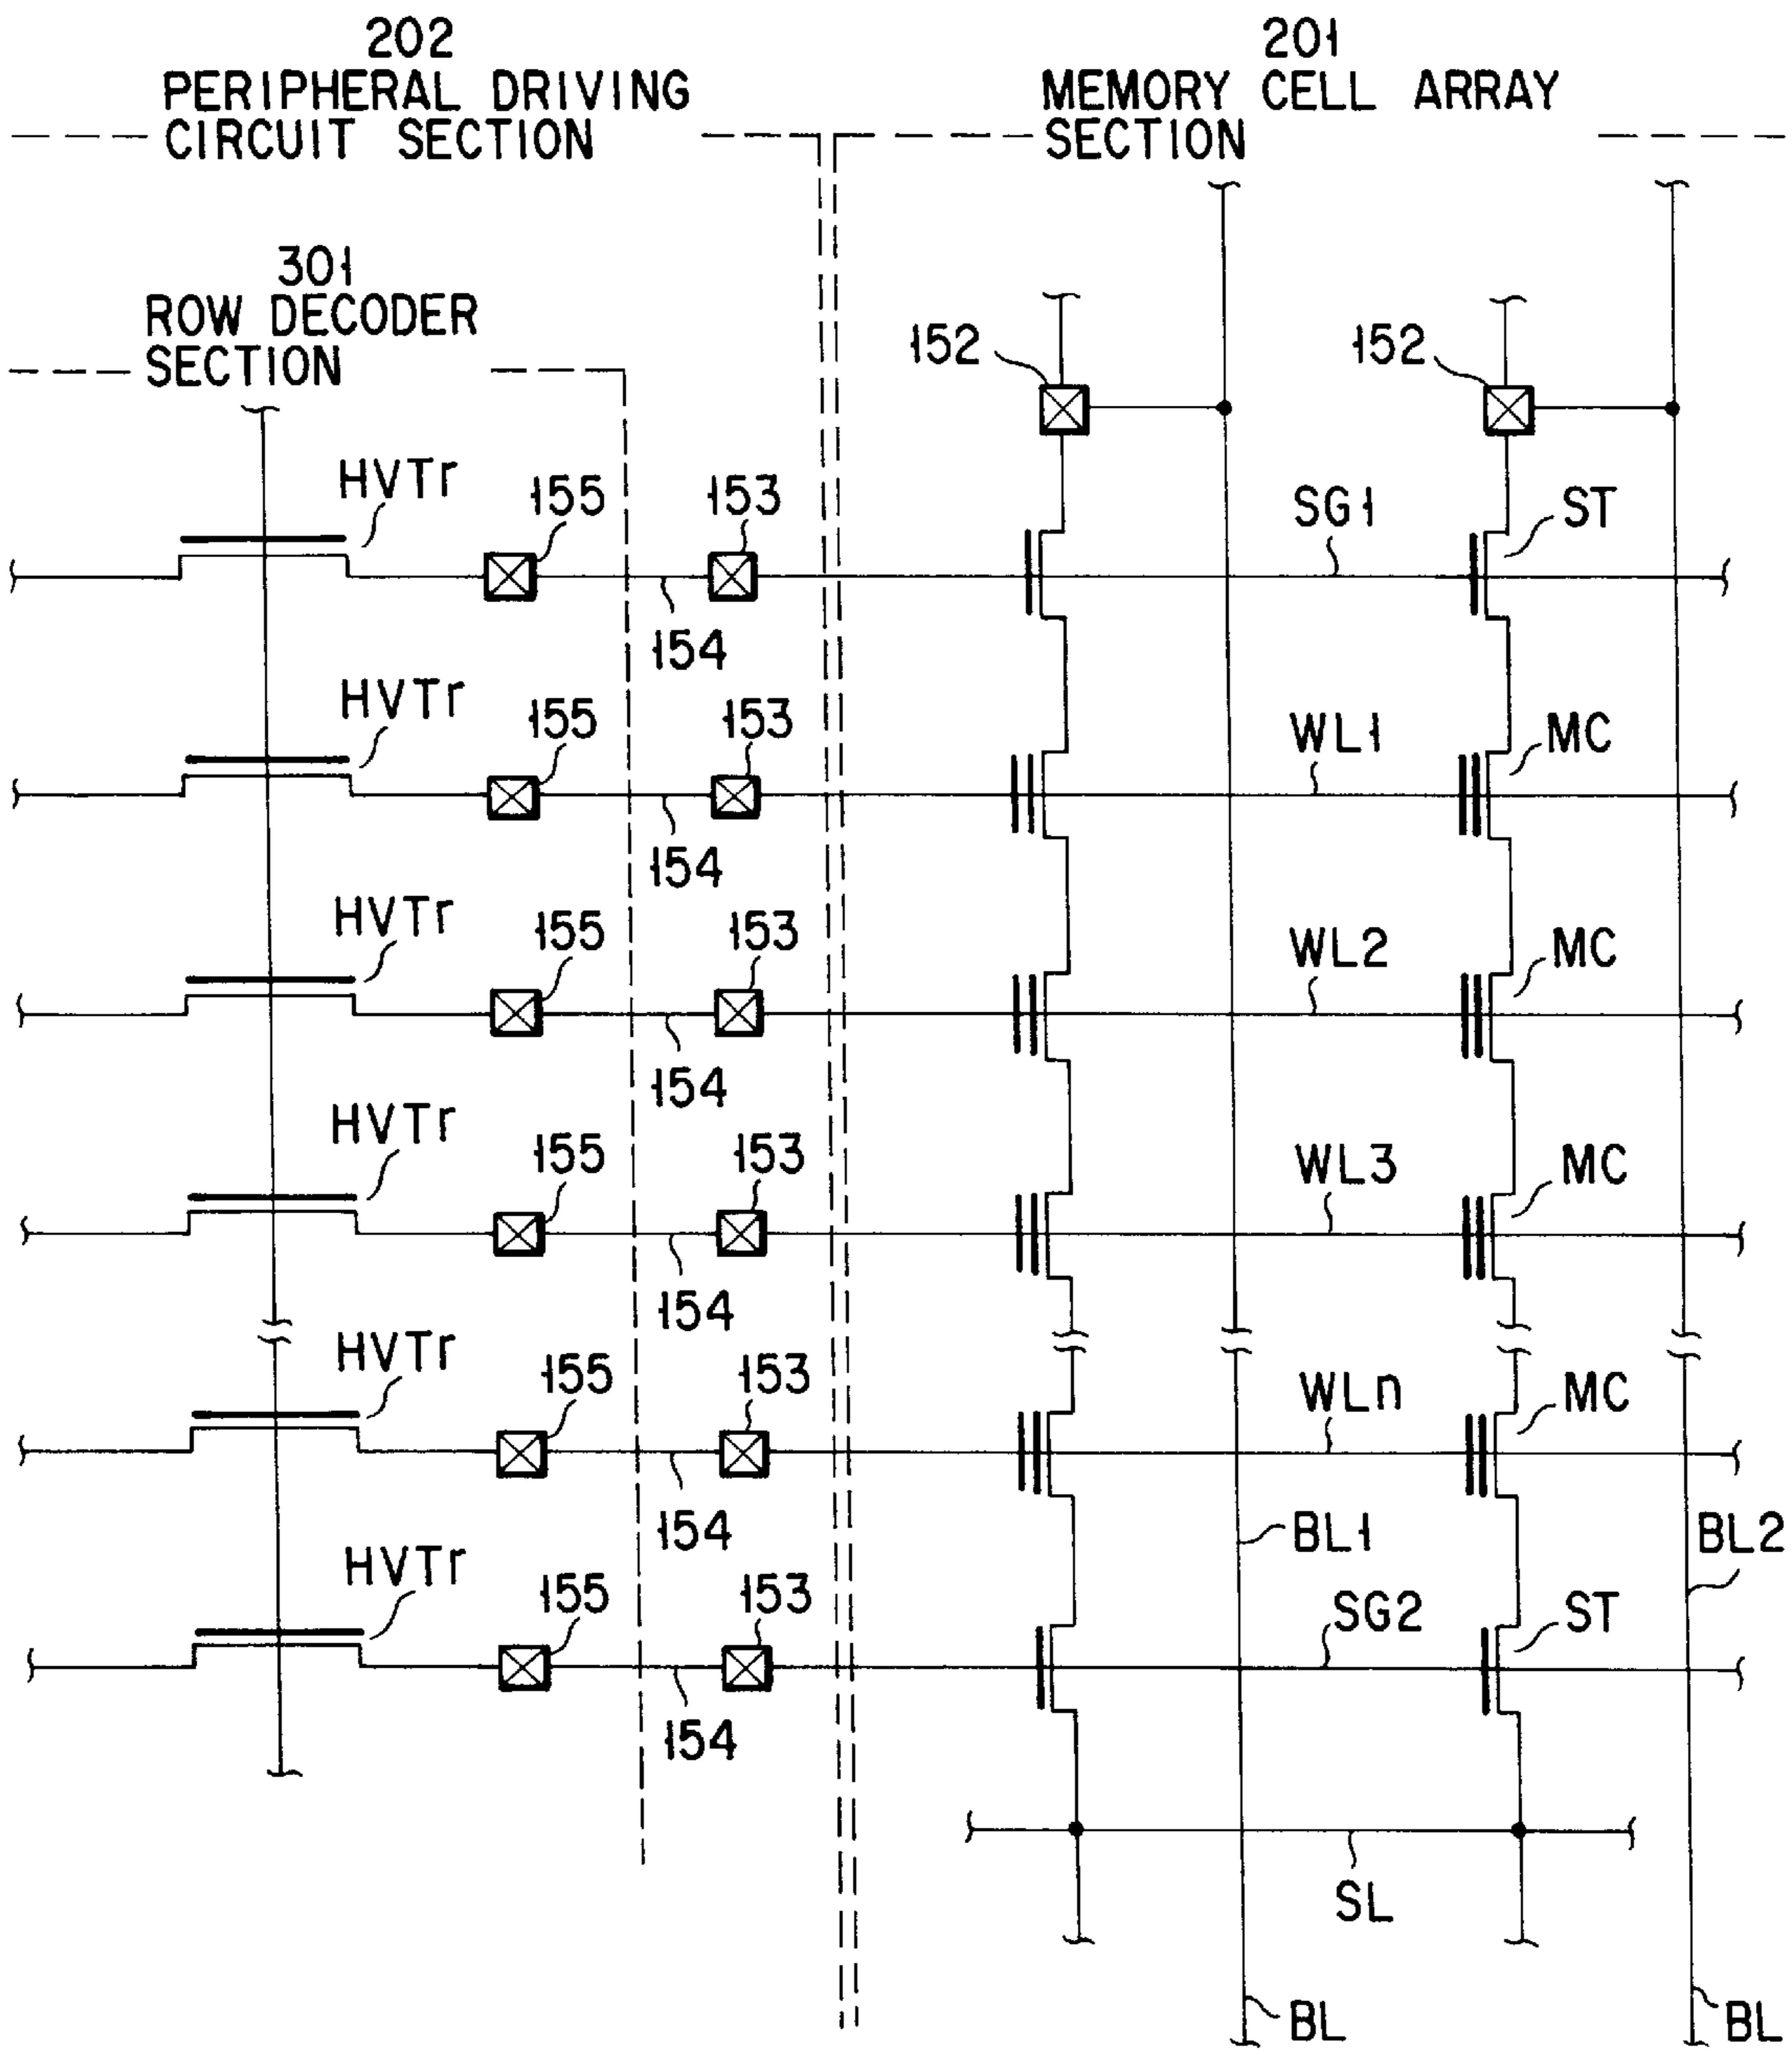 202
PERIPHERAL DRIVING
CIRCUIT SECTION
201
MEMORY CELL ARRAY
SECTION
301
ROW DECODER
SECTION
152
152
HVTr
155
153
SG1
ST
154
HVTr
155
153
WL1
MC
154
HVTr
155
153
WL2
MC
154
HVTr
155
153
WL3
MC
154
HVTr
155
153
WLn
MC
154
BL1
BL2
HVTr
155
153
SG2
ST
154
SL
BL
BL